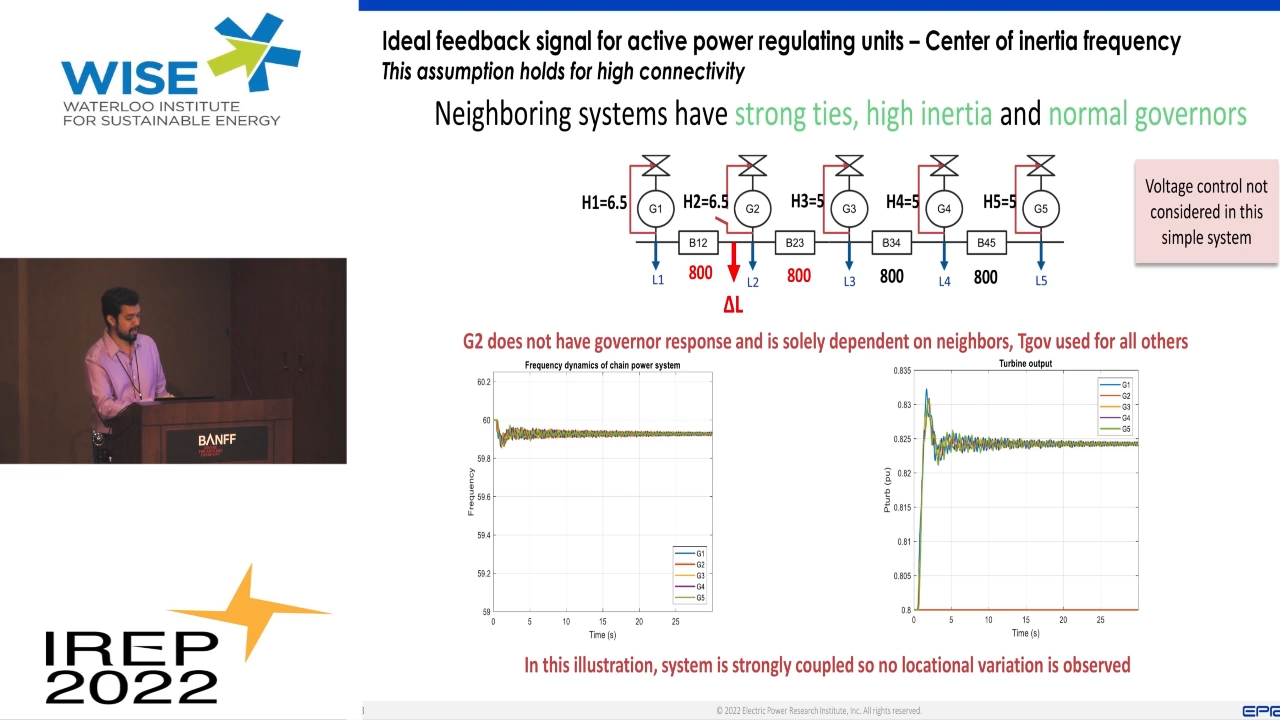 WISE
WATERLOO INSTITUTE
FOR SUSTAINABLE ENERGY
BANFF
IREP
2022
Ideal feedback signal for active power regulating units – Center of inertia frequency
This assumption holds for high connectivity
Neighboring systems have strong ties, high inertia and normal governors
H1=6.5 G1 H2=6.5 G2 H3=5 G3 H4=5 G4 H5=5 G5
B12 B23 B34 B45
L1 800 L2 800 L3 800 L4 800 L5
ΔL
Voltage control not
considered in this
simple system
G2 does not have governor response and is solely dependent on neighbors, Tgov used for all others
Frequency dynamics of chain power system
60.2
60
59.8
59.6
59.4
59.2
59
Frequency
0 5 10 15 20 25
Time (s)
G1
G2
G3
G4
G5
Turbine output
0.835
0.83
0.825
0.82
0.815
0.81
0.805
0.8
Pturb (pu)
0 5 10 15 20 25
Time (s)
G1
G2
G3
G4
G5
In this illustration, system is strongly coupled so no locational variation is observed
© 2022 Electric Power Research Institute, Inc. All rights reserved.